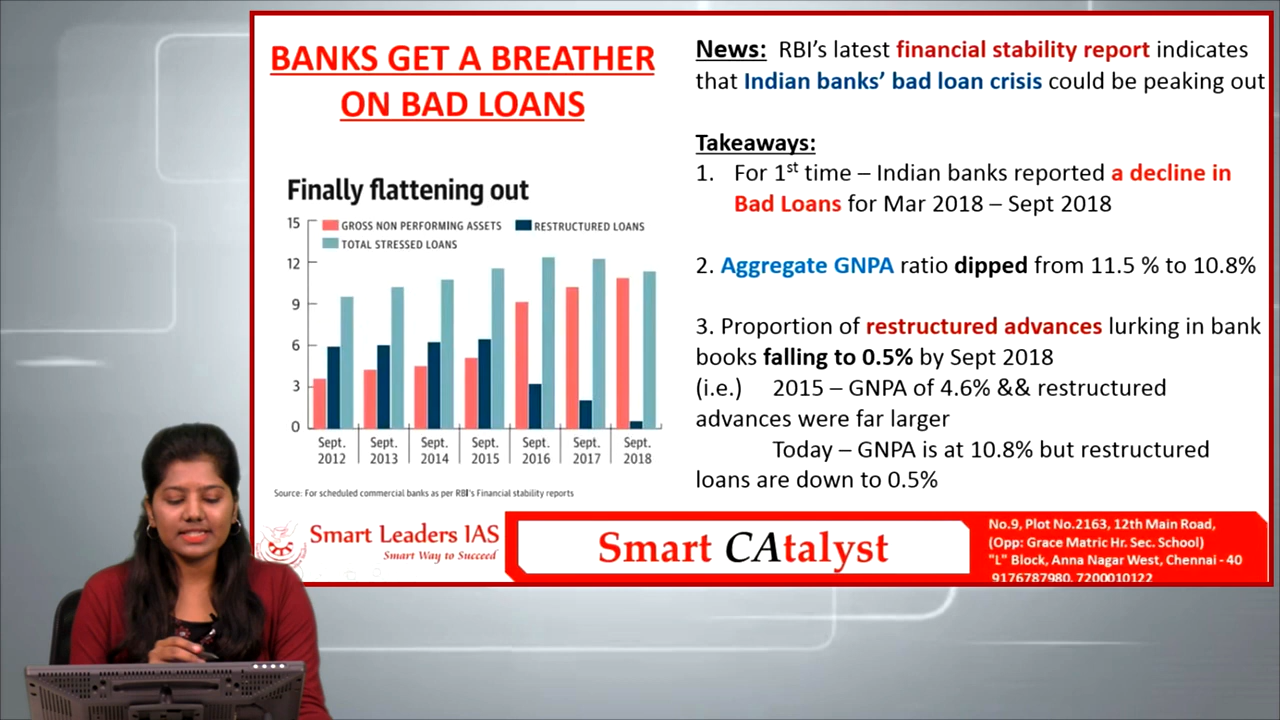 BANKS GET A BREATHER
ON BAD LOANS
Finally flattening out
15
GROSS NON PERFORMING ASSETS
RESTRUCTURED LOANS
TOTAL STRESSED LOANS
12
9
6
3
0
Sept. Sept. Sept. Sept. Sept. Sept. Sept.
2012 2013 2014 2015 2016 2017 2018
Source: For scheduled commercial banks as per RBI's Financial stability reports
News: RBI's latest financial stability report indicates
that Indian banks' bad loan crisis could be peaking out
Takeaways:
1. For 1st time – Indian banks reported a decline in
Bad Loans for Mar 2018 – Sept 2018
2. Aggregate GNPA ratio dipped from 11.5 % to 10.8%
3. Proportion of restructured advances lurking in bank
books falling to 0.5% by Sept 2018
(i.e.) 2015 – GNPA of 4.6% && restructured
advances were far larger
Today – GNPA is at 10.8% but restructured
loans are down to 0.5%
Smart Leaders IAS
Smart Way to Succeed
Smart CAtalyst
No.9, Plot No.2163, 12th Main Road,
(Opp: Grace Matric Hr. Sec. School)
"L" Block, Anna Nagar West, Chennai - 40
9176787980, 7200010122